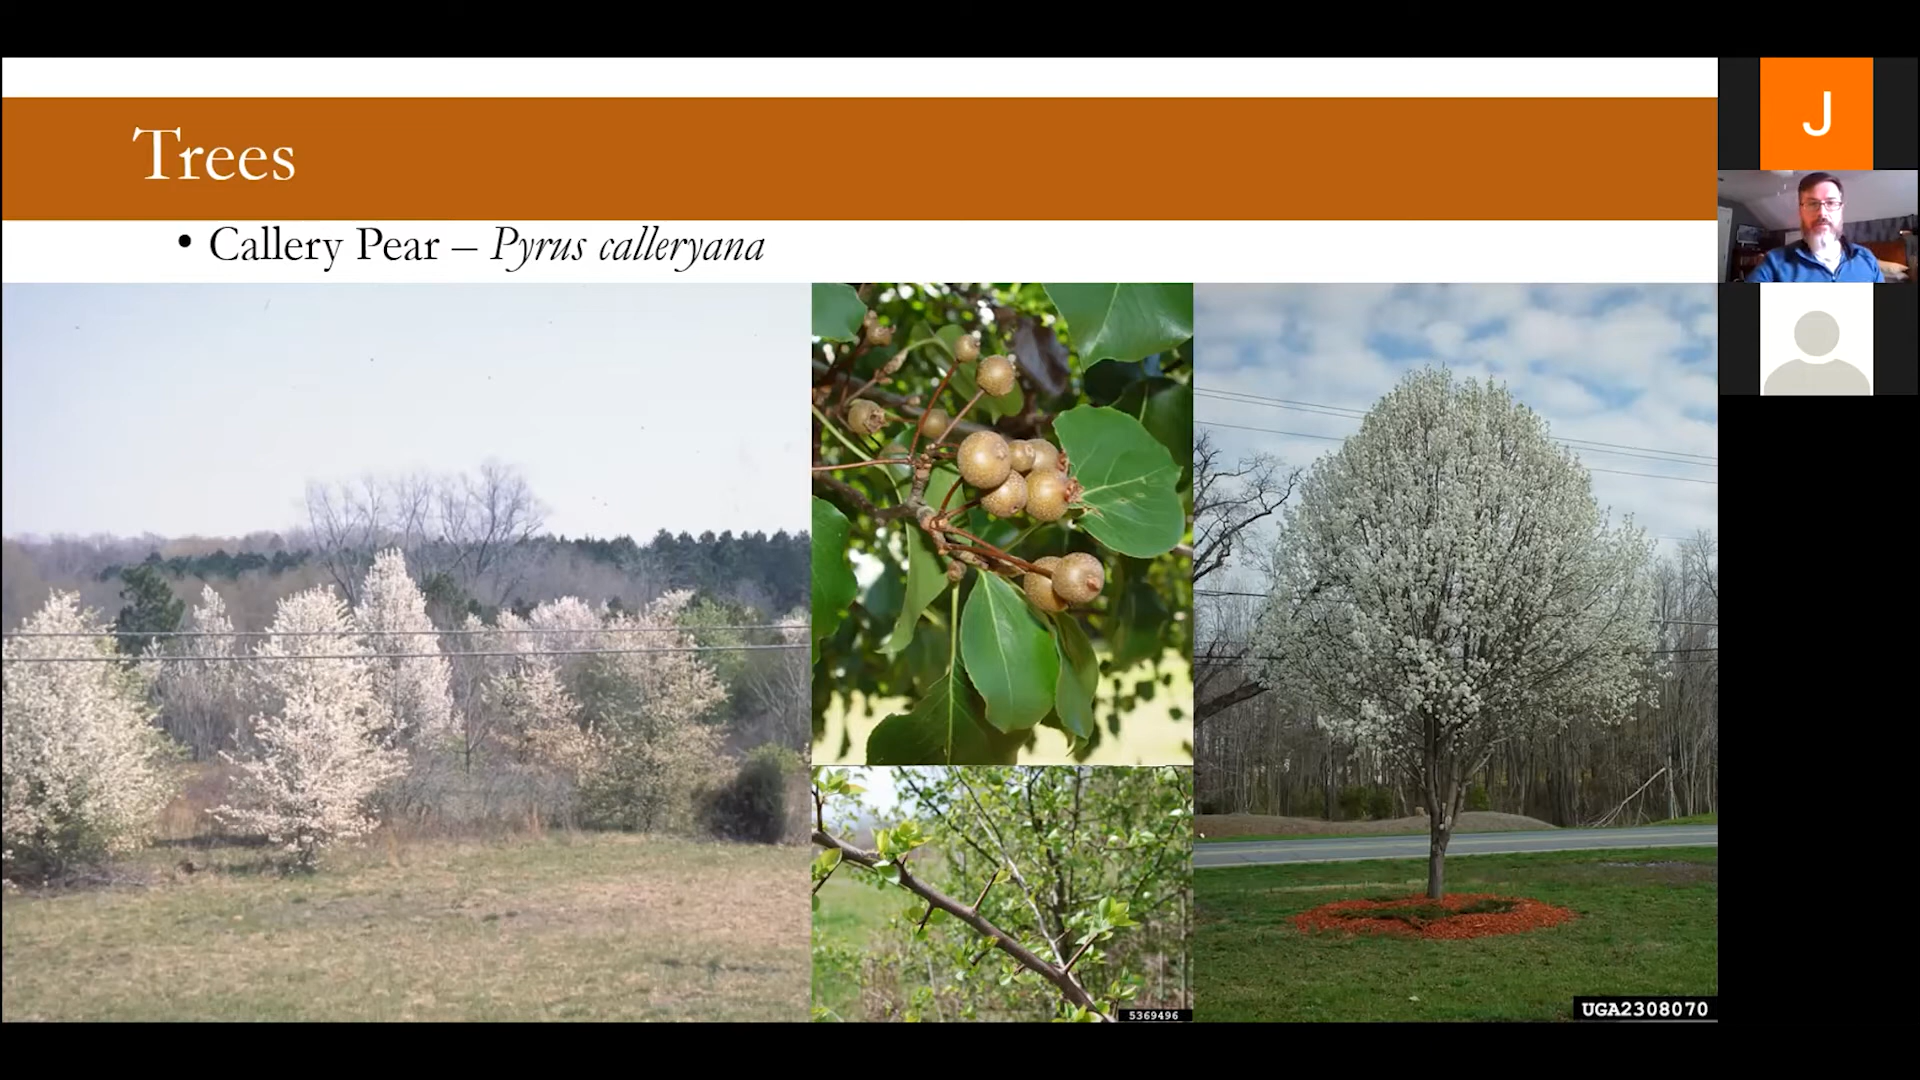 Trees
• Callery Pear – Pyrus calleryana
J
5369496
UGA2308070